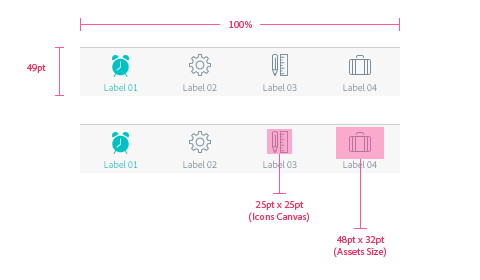 100%
49pt
Label 01 Label 02 Label 03 Label 04
Label 01 Label 02 Label 03 Label 04
25pt x 25pt
(Icons Canvas)
48pt x 32pt
(Assets Size)